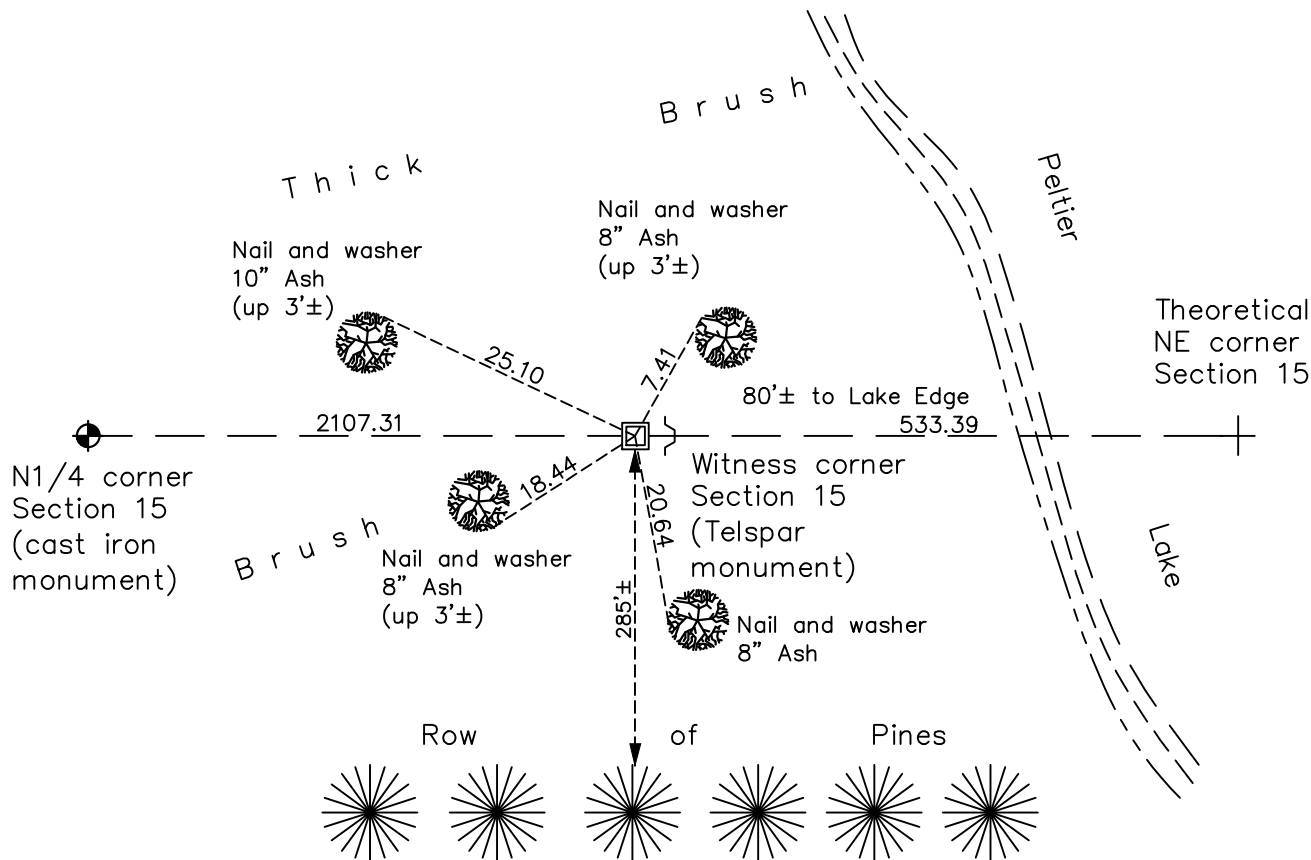 Thick Brush
Peltier
Lake
Nail and washer
8” Ash
(up 3’±)
Nail and washer
10” Ash
(up 3’±)
Theoretical
NE corner
Section 15
25.10
7.41
80’± to Lake Edge
2107.31
533.39
N1/4 corner
Section 15
(cast iron
monument)
18.44
20.64
Witness corner
Section 15
(Telspar
monument)
Brush
Nail and washer
8” Ash
(up 3’±)
285’±
Nail and washer
8” Ash
Row of Pines